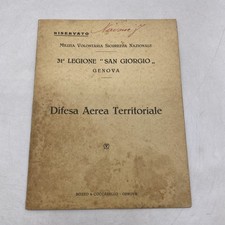 RISERVATO
MILIZIA VOLONTARIA SICUREZZA NAZIONALE
31ª LEGIONE "SAN GIORGIO„
GENOVA
Difesa Aerea Territoriale